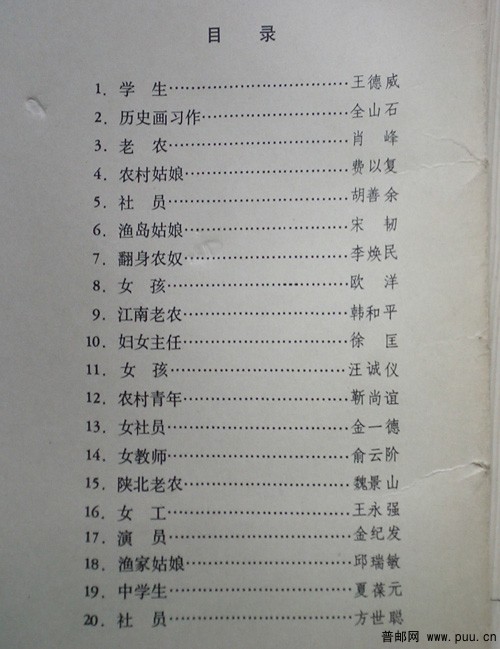 目 录
1. 学 生……………………………王德威
2. 历史画习作……………………全山石
3. 老 农……………………………肖 峰
4. 农村姑娘………………………费以复
5. 社 员……………………………胡善余
6. 渔岛姑娘………………………宋 韧
7. 翻身农奴………………………李焕民
8. 女 孩……………………………欧 洋
9. 江南老农………………………韩和平
10. 妇女主任………………………徐 匡
11. 女 孩……………………………汪诚仪
12. 农村青年………………………靳尚谊
13. 女社员…………………………金一德
14. 女教师…………………………俞云阶
15. 陕北老农………………………魏景山
16. 女 工……………………………王永强
17. 演 员……………………………金纪发
18. 渔家姑娘………………………邱瑞敏
19. 中学生…………………………夏葆元
20. 社 员……………………………方世聪
普邮网 www.puu.cn